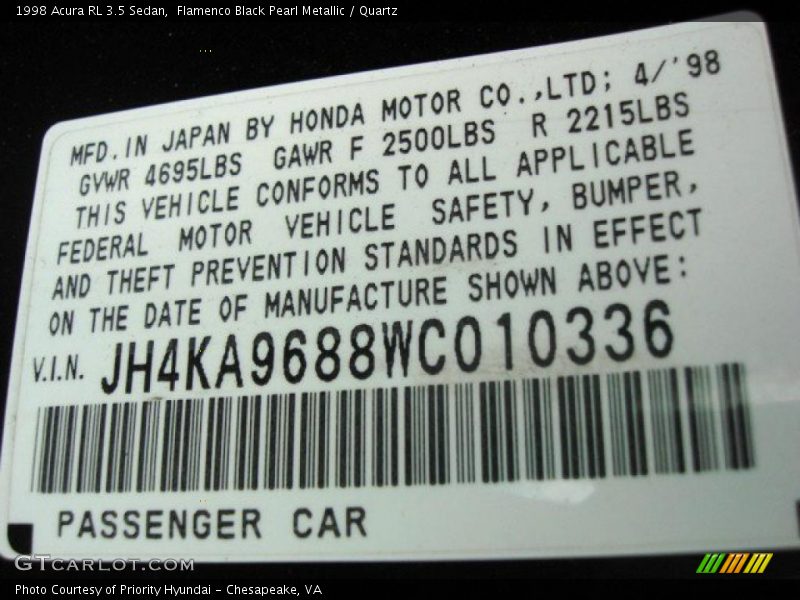 1998 Acura RL 3.5 Sedan,  Flamenco Black Pearl Metallic / Quartz
MFD. IN JAPAN BY HONDA MOTOR CO.,LTD; 4/'98
GVWR 4695LBS  GAWR F 2500LBS  R 2215LBS
THIS VEHICLE CONFORMS TO ALL APPLICABLE
FEDERAL MOTOR VEHICLE SAFETY, BUMPER,
AND THEFT PREVENTION STANDARDS IN EFFECT
ON THE DATE OF MANUFACTURE SHOWN ABOVE:
V.I.N. JH4KA9688WC010336
PASSENGER CAR
GTCARLOT.COM
Photo Courtesy of Priority Hyundai - Chesapeake, VA